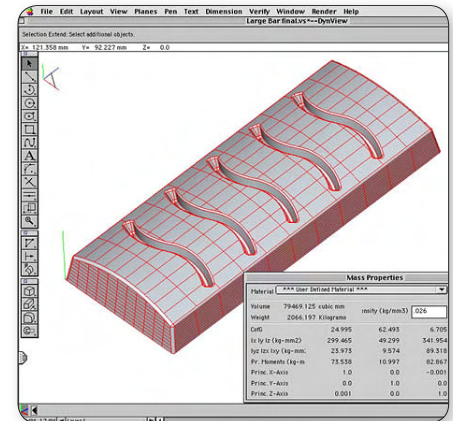 File Edit Layout View Planes Pen Text Dimension Verify Window Render Help
Large Barfinal.vs*--DynView
Selection Extend: Select additional objects.
X= 121.358 mm Y= 92.227 mm Z= 0.0
Mass Properties
Material *** User Defined Material ***
Volume 79469.125 cubic mm ensity (kg/mm3) .026
Weight 2066.197 Kilograms
CofG 24.995 62.493 6.705
Ix Iy Iz (kg-mm2) 299.465 49.299 341.954
Iyz Izx Ixy (kg-mm: 23.973 9.574 89.318
Pr. Moments (kg-m 73.538 10.997 82.867
Princ. X-Axis 1.0 0.0 -0.001
Princ. Y-Axis 0.0 1.0 0.0
Princ. Z-Axis 0.001 0.0 1.0